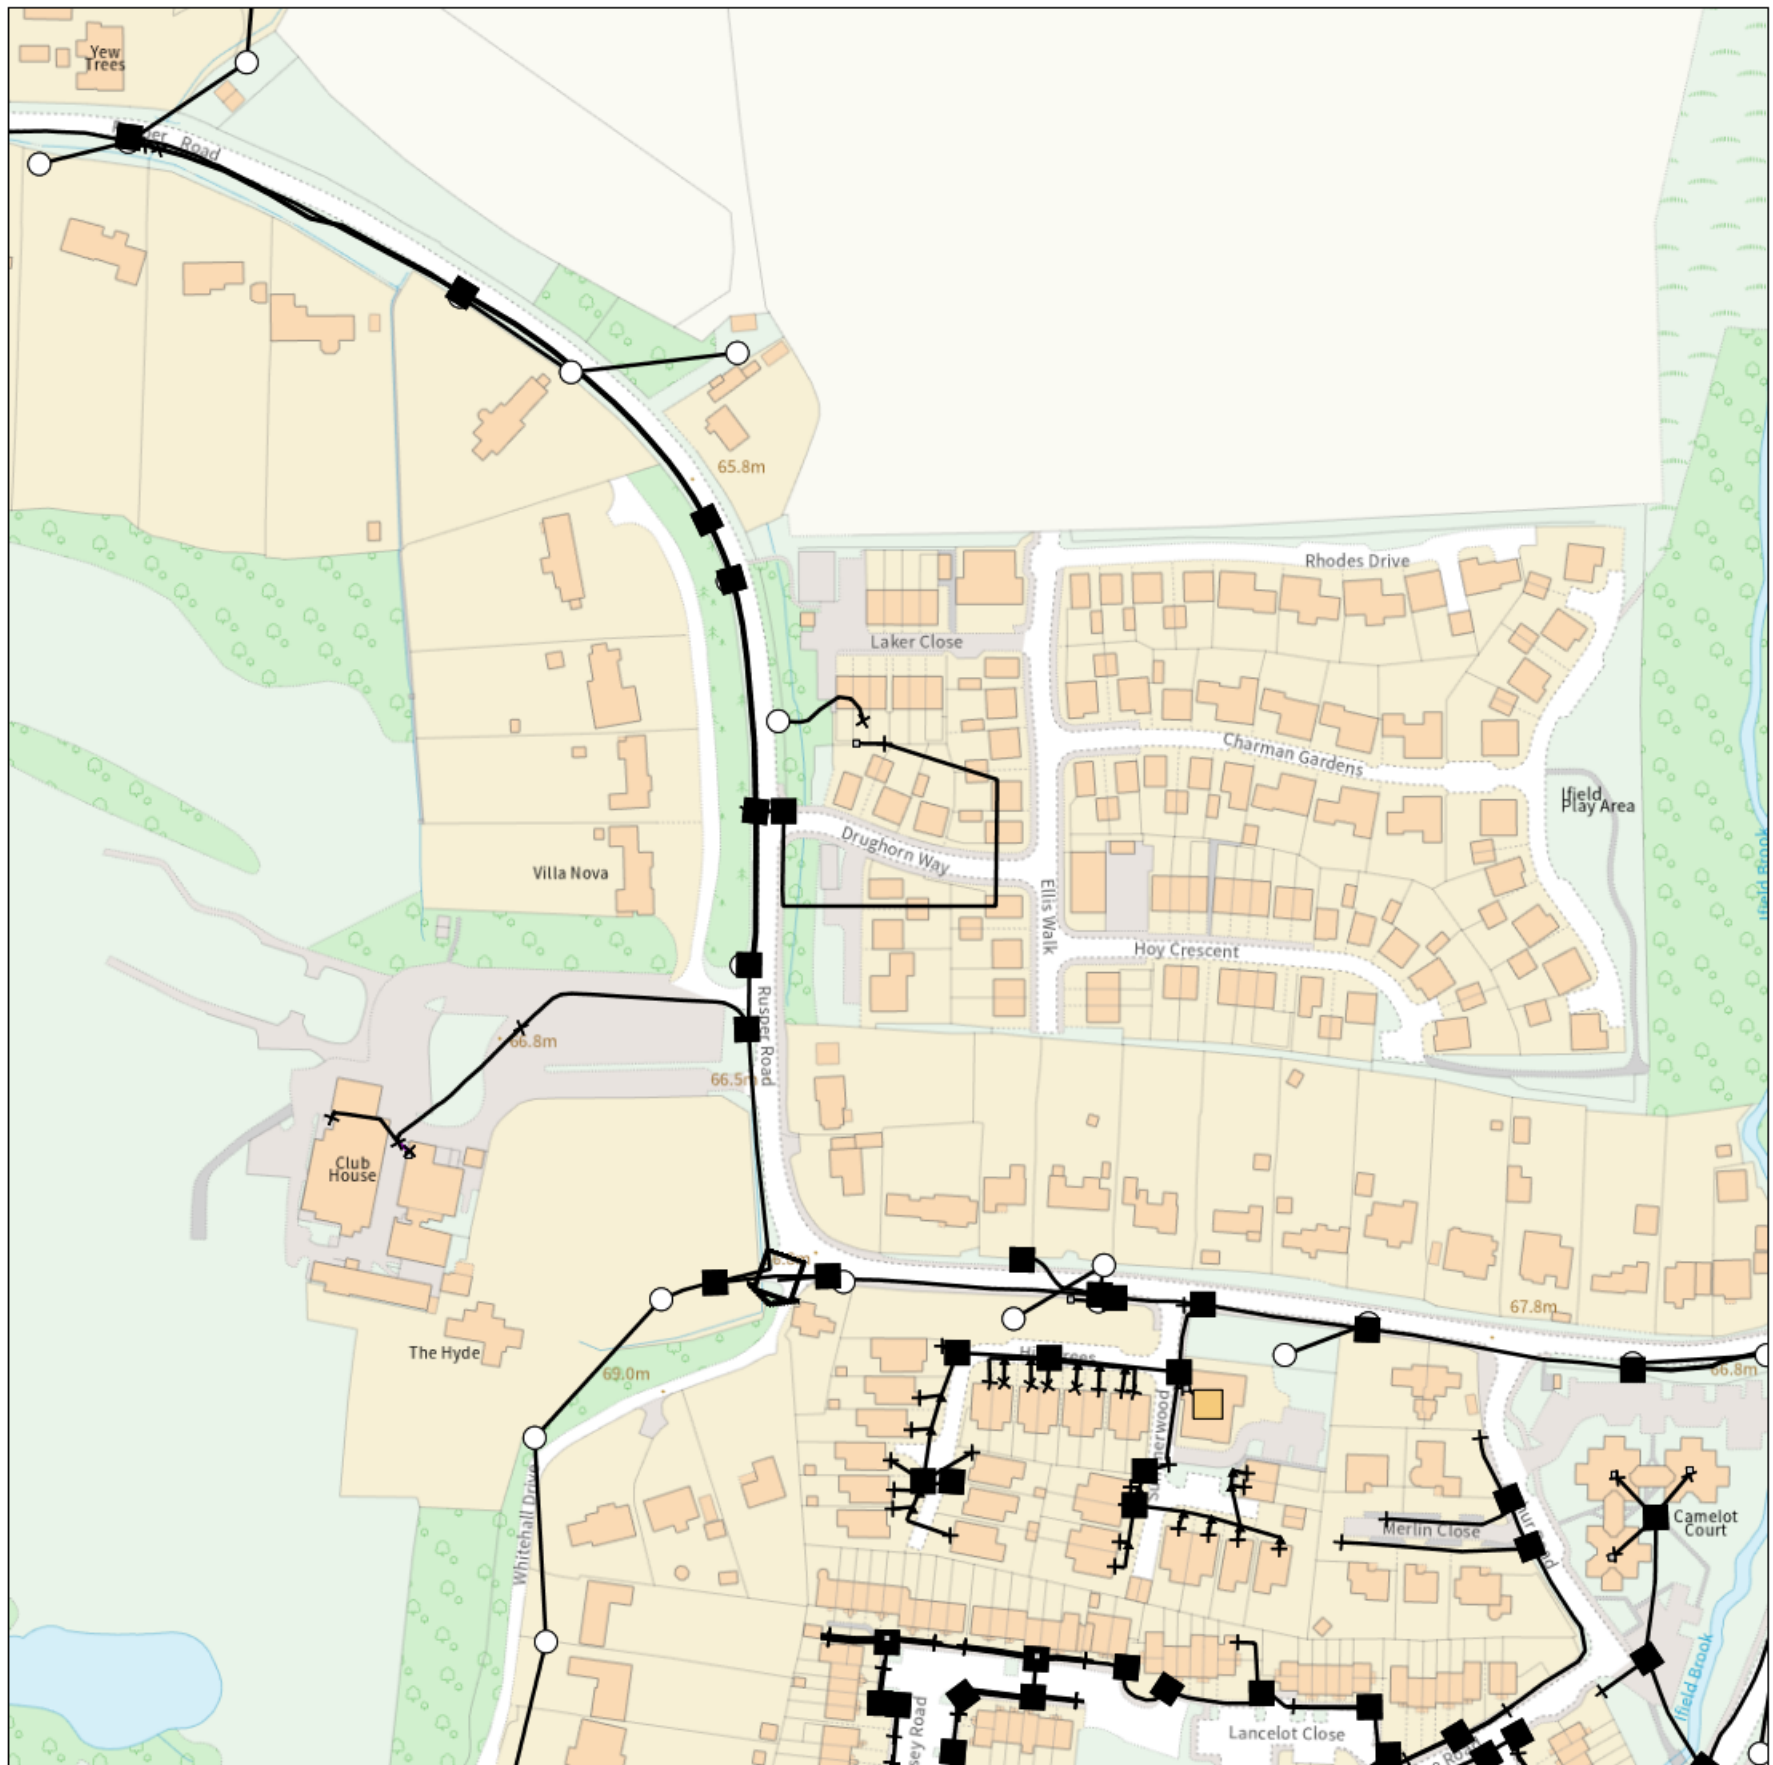 Yew
Trees
Road
65.8m
Rhodes Drive
Laker Close
Charman Gardens
Ifield
Play Area
Drughorn Way
Villa Nova
Ifield Brook
Ellis Walk
Hoy Crescent
Rusper Road
66.8m
66.5m
Club
House
67.8m
The Hyde
69.0m
66.8m
Whitehall Drive
Merlin Close
Camelot
Court
Ifield Brook
Lancelot Close